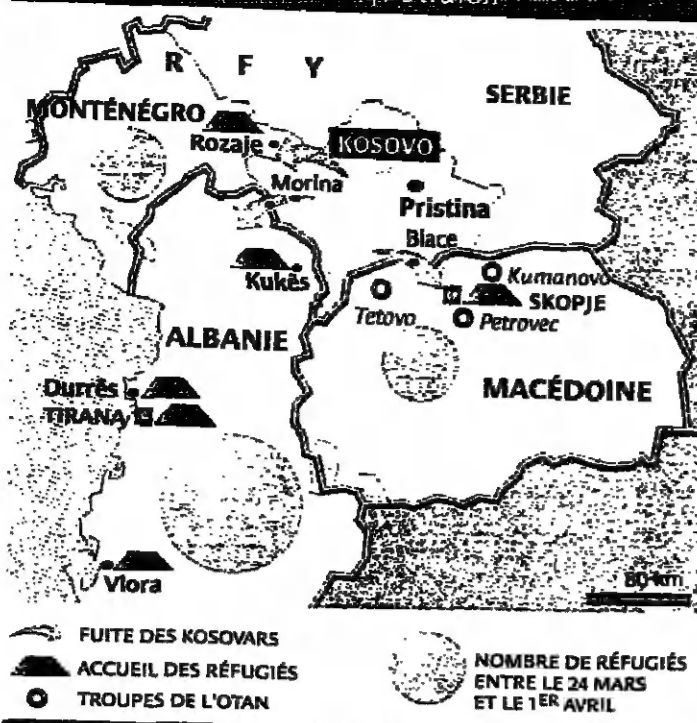 R F Y
SERBIE
MONTÉNÉGRO
Rozaje
KOSOVO
Morina
Pristina
Blace
Kukës
Kumanovo
SKOPJE
Tetovo
Petrovec
ALBANIE
MACÉDOINE
Durrës
TIRANA
Vlora
80 km
FUITE DES KOSOVARS
ACCUEIL DES RÉFUGIÉS
TROUPES DE L'OTAN
NOMBRE DE RÉFUGIÉS
ENTRE LE 24 MARS
ET LE 1ER AVRIL